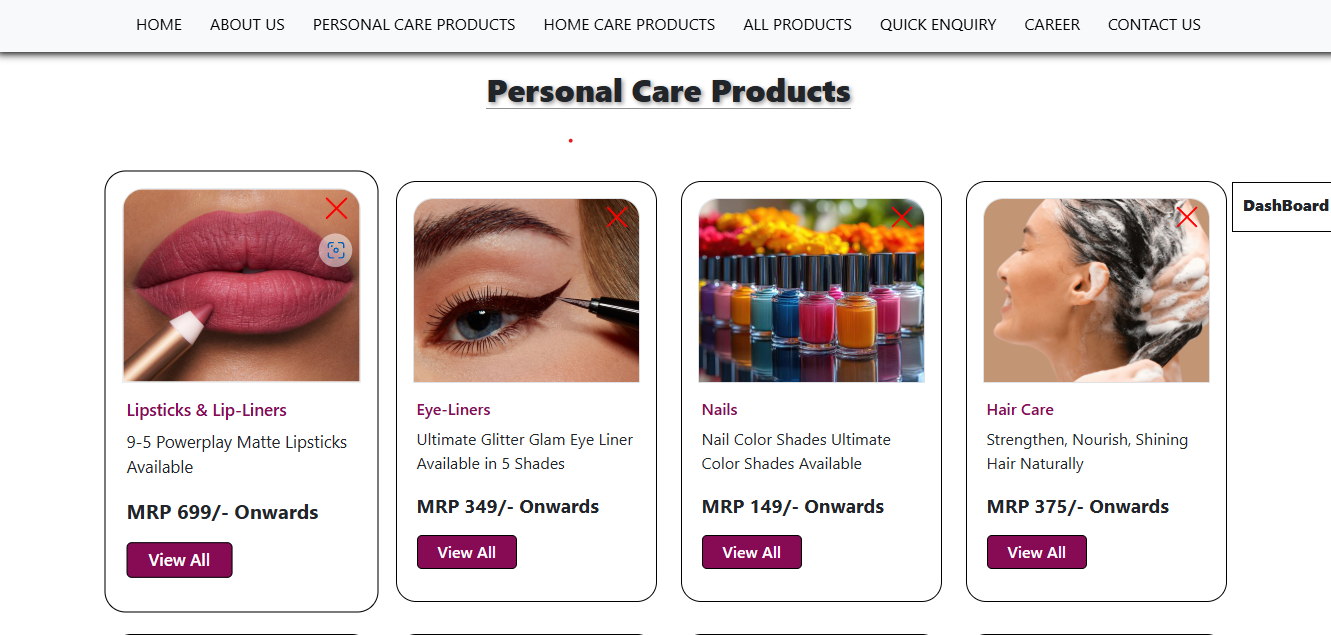 HOME ABOUT US PERSONAL CARE PRODUCTS HOME CARE PRODUCTS ALL PRODUCTS QUICK ENQUIRY CAREER CONTACT US
Personal Care Products
DashBoard
Lipsticks & Lip-Liners
9-5 Powerplay Matte Lipsticks
Available
MRP 699/- Onwards
View All
Eye-Liners
Ultimate Glitter Glam Eye Liner
Available in 5 Shades
MRP 349/- Onwards
View All
Nails
Nail Color Shades Ultimate
Color Shades Available
MRP 149/- Onwards
View All
Hair Care
Strengthen, Nourish, Shining
Hair Naturally
MRP 375/- Onwards
View All